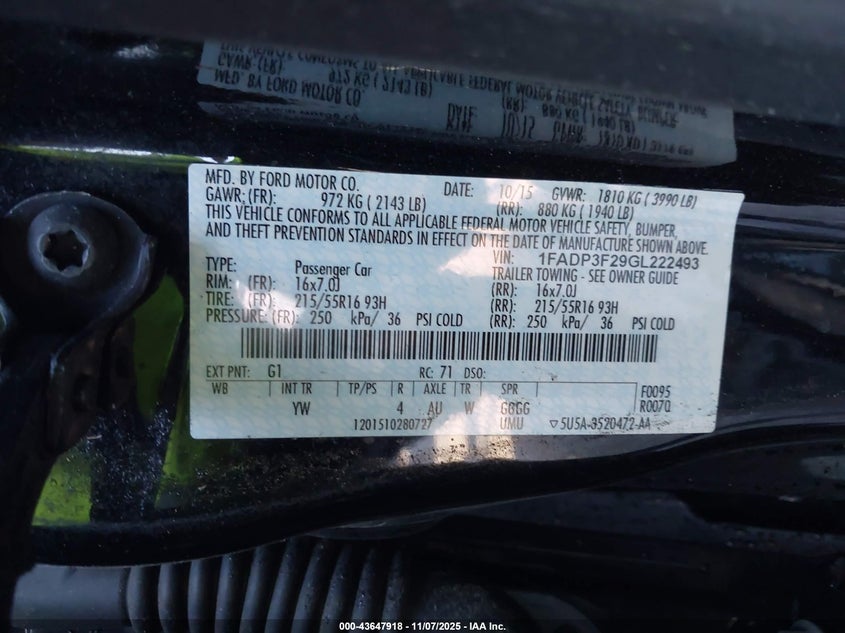 MFD. BY FORD MOTOR CO. DATE: 10/15 GVWR: 1810 KG ( 3990 LB)
GAWR: (FR): 972 KG ( 2143 LB) (RR): 880 KG ( 1940 LB)
THIS VEHICLE CONFORMS TO ALL APPLICABLE FEDERAL MOTOR VEHICLE SAFETY, BUMPER,
AND THEFT PREVENTION STANDARDS IN EFFECT ON THE DATE OF MANUFACTURE SHOWN ABOVE.
VIN: 1FADP3F29GL222493
TYPE: Passenger Car TRAILER TOWING - SEE OWNER GUIDE
RIM: (FR): 16x7.0J (RR): 16x7.0J
TIRE: (FR): 215/55R16 93H (RR): 215/55R16 93H
PRESSURE: (FR): 250 kPa/ 36 PSI COLD (RR): 250 kPa/ 36 PSI COLD
EXT PNT: G1 RC: 71 DSO:
WB INT TR TP/PS R AXLE TR SPR F0095
YW 4 AU W GGGG R0070
1201510280727 UMU ▽5U5A-3520472-AA
000-43647918 - 11/07/2025 - IAA Inc.